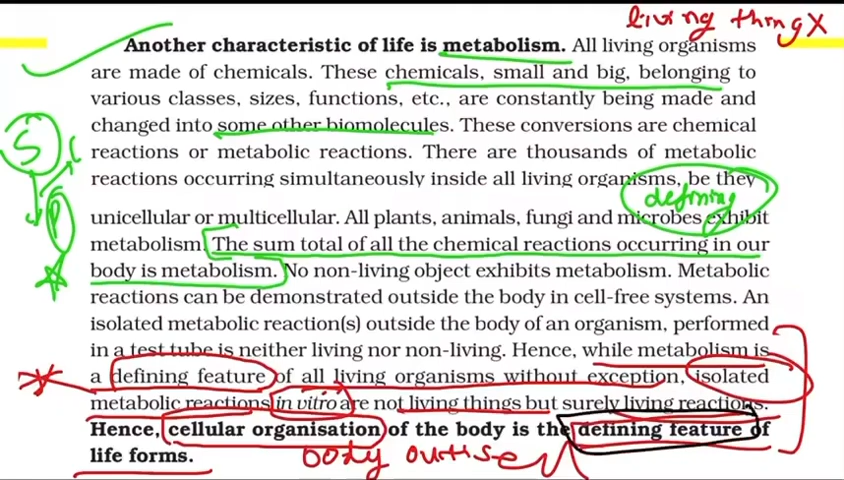 living thing X
Another characteristic of life is metabolism. All living organisms
are made of chemicals. These chemicals, small and big, belonging to
various classes, sizes, functions, etc., are constantly being made and
changed into some other biomolecules. These conversions are chemical
S
reactions or metabolic reactions. There are thousands of metabolic
reactions occurring simultaneously inside all living organisms, be they
defining
P
unicellular or multicellular. All plants, animals, fungi and microbes exhibit
metabolism. The sum total of all the chemical reactions occurring in our
body is metabolism. No non-living object exhibits metabolism. Metabolic
reactions can be demonstrated outside the body in cell-free systems. An
isolated metabolic reaction(s) outside the body of an organism, performed
in a test tube is neither living nor non-living. Hence, while metabolism is
a defining feature of all living organisms without exception, isolated
metabolic reactions in vitro are not living things but surely living reactions.
Hence, cellular organisation of the body is the defining feature of
life forms.
body